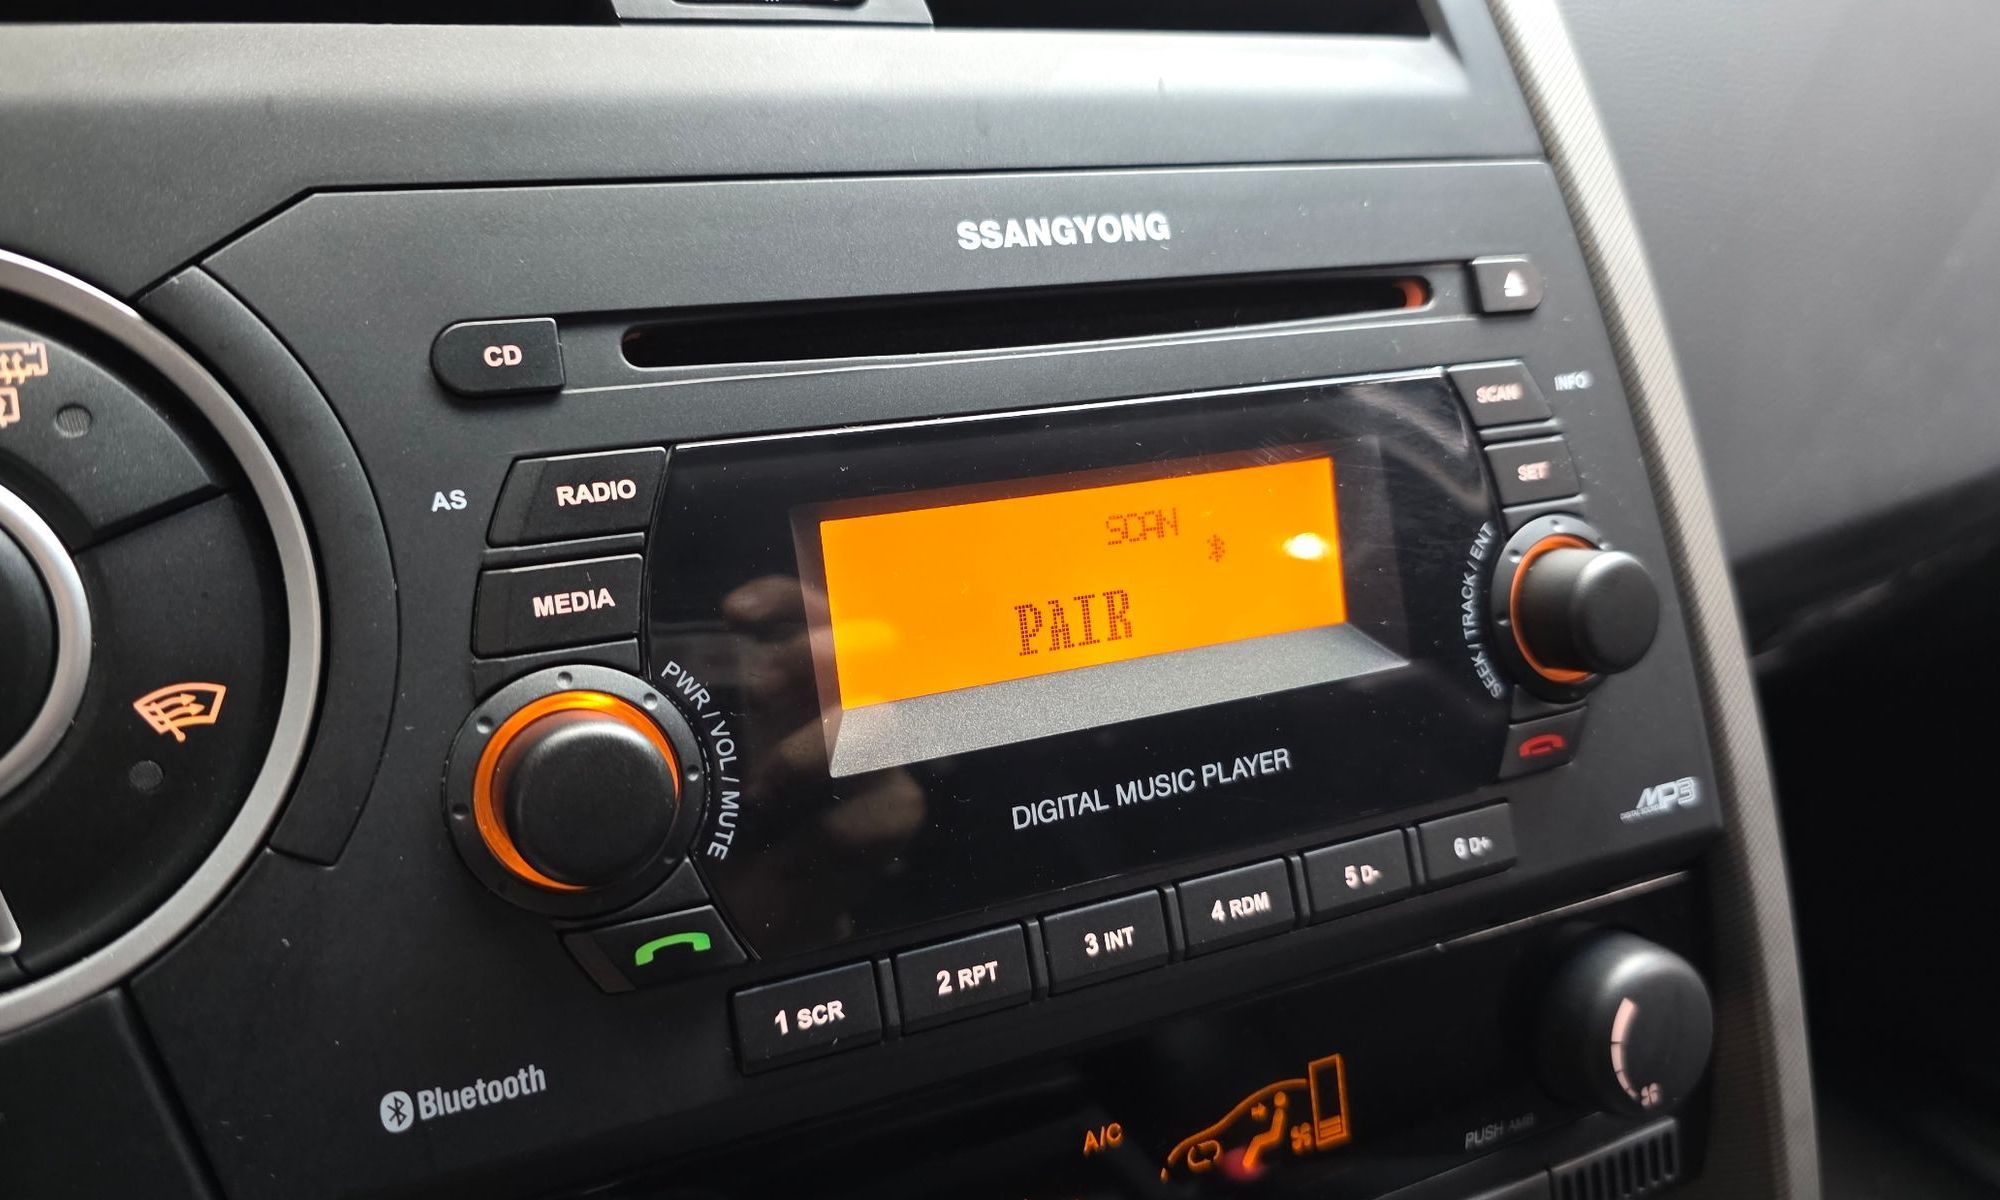 SSANGYONG
CD
SCAN INFO
AS RADIO
SET
MEDIA
SCAN
PAIR
PWR / VOL / MUTE
SEEK / TRACK / ENT
DIGITAL MUSIC PLAYER
MP3
1 SCR
2 RPT
3 INT
4 RDM
5 D-
6 D+
Bluetooth
A/C
PUSH AMB